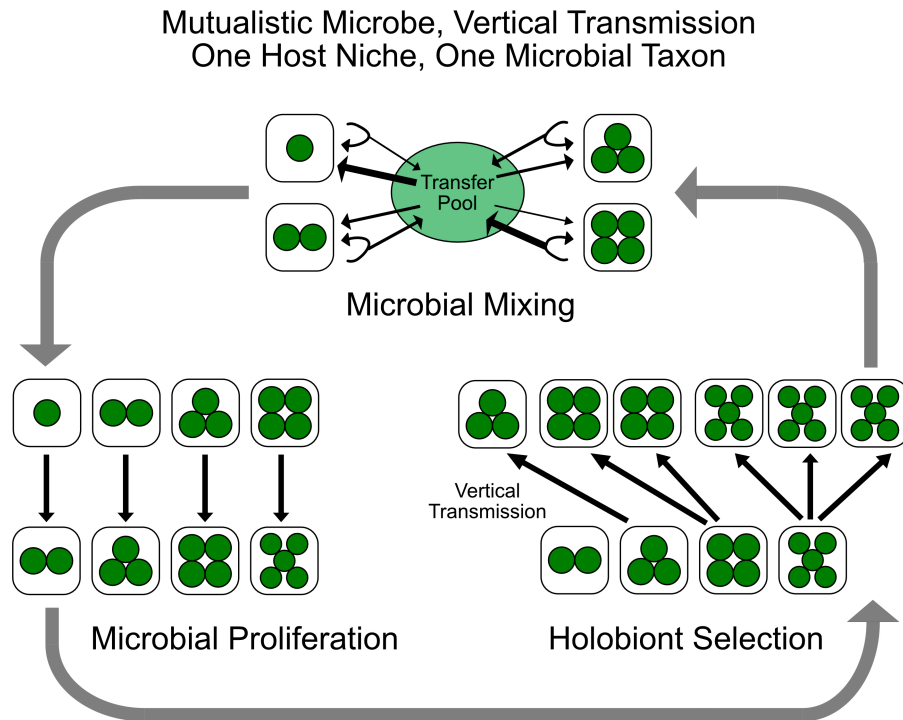 Mutualistic Microbe, Vertical Transmission
One Host Niche, One Microbial Taxon
Transfer
Pool
Microbial Mixing
Vertical
Transmission
Microbial Proliferation
Holobiont Selection